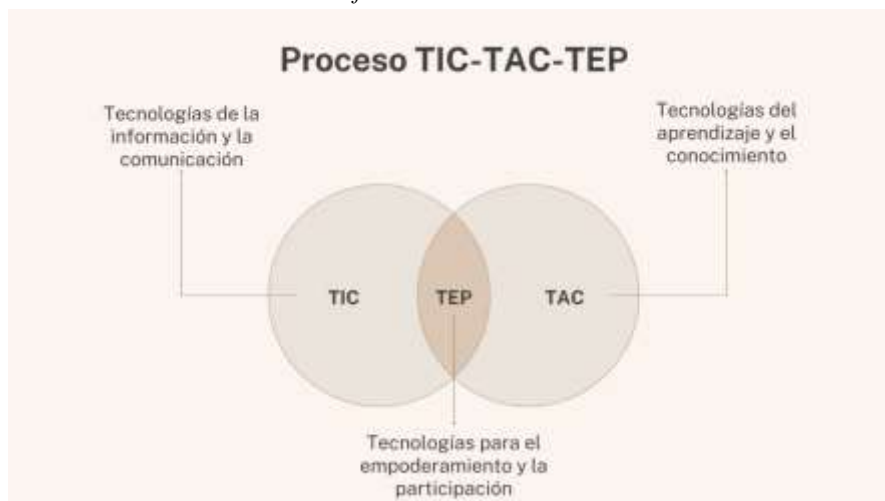 Proceso TIC-TAC-TEP
Tecnologías de la
información y la
comunicación
Tecnologías del
aprendizaje y el
conocimiento
TIC
TEP
TAC
Tecnologías para el
empoderamiento y la
participación